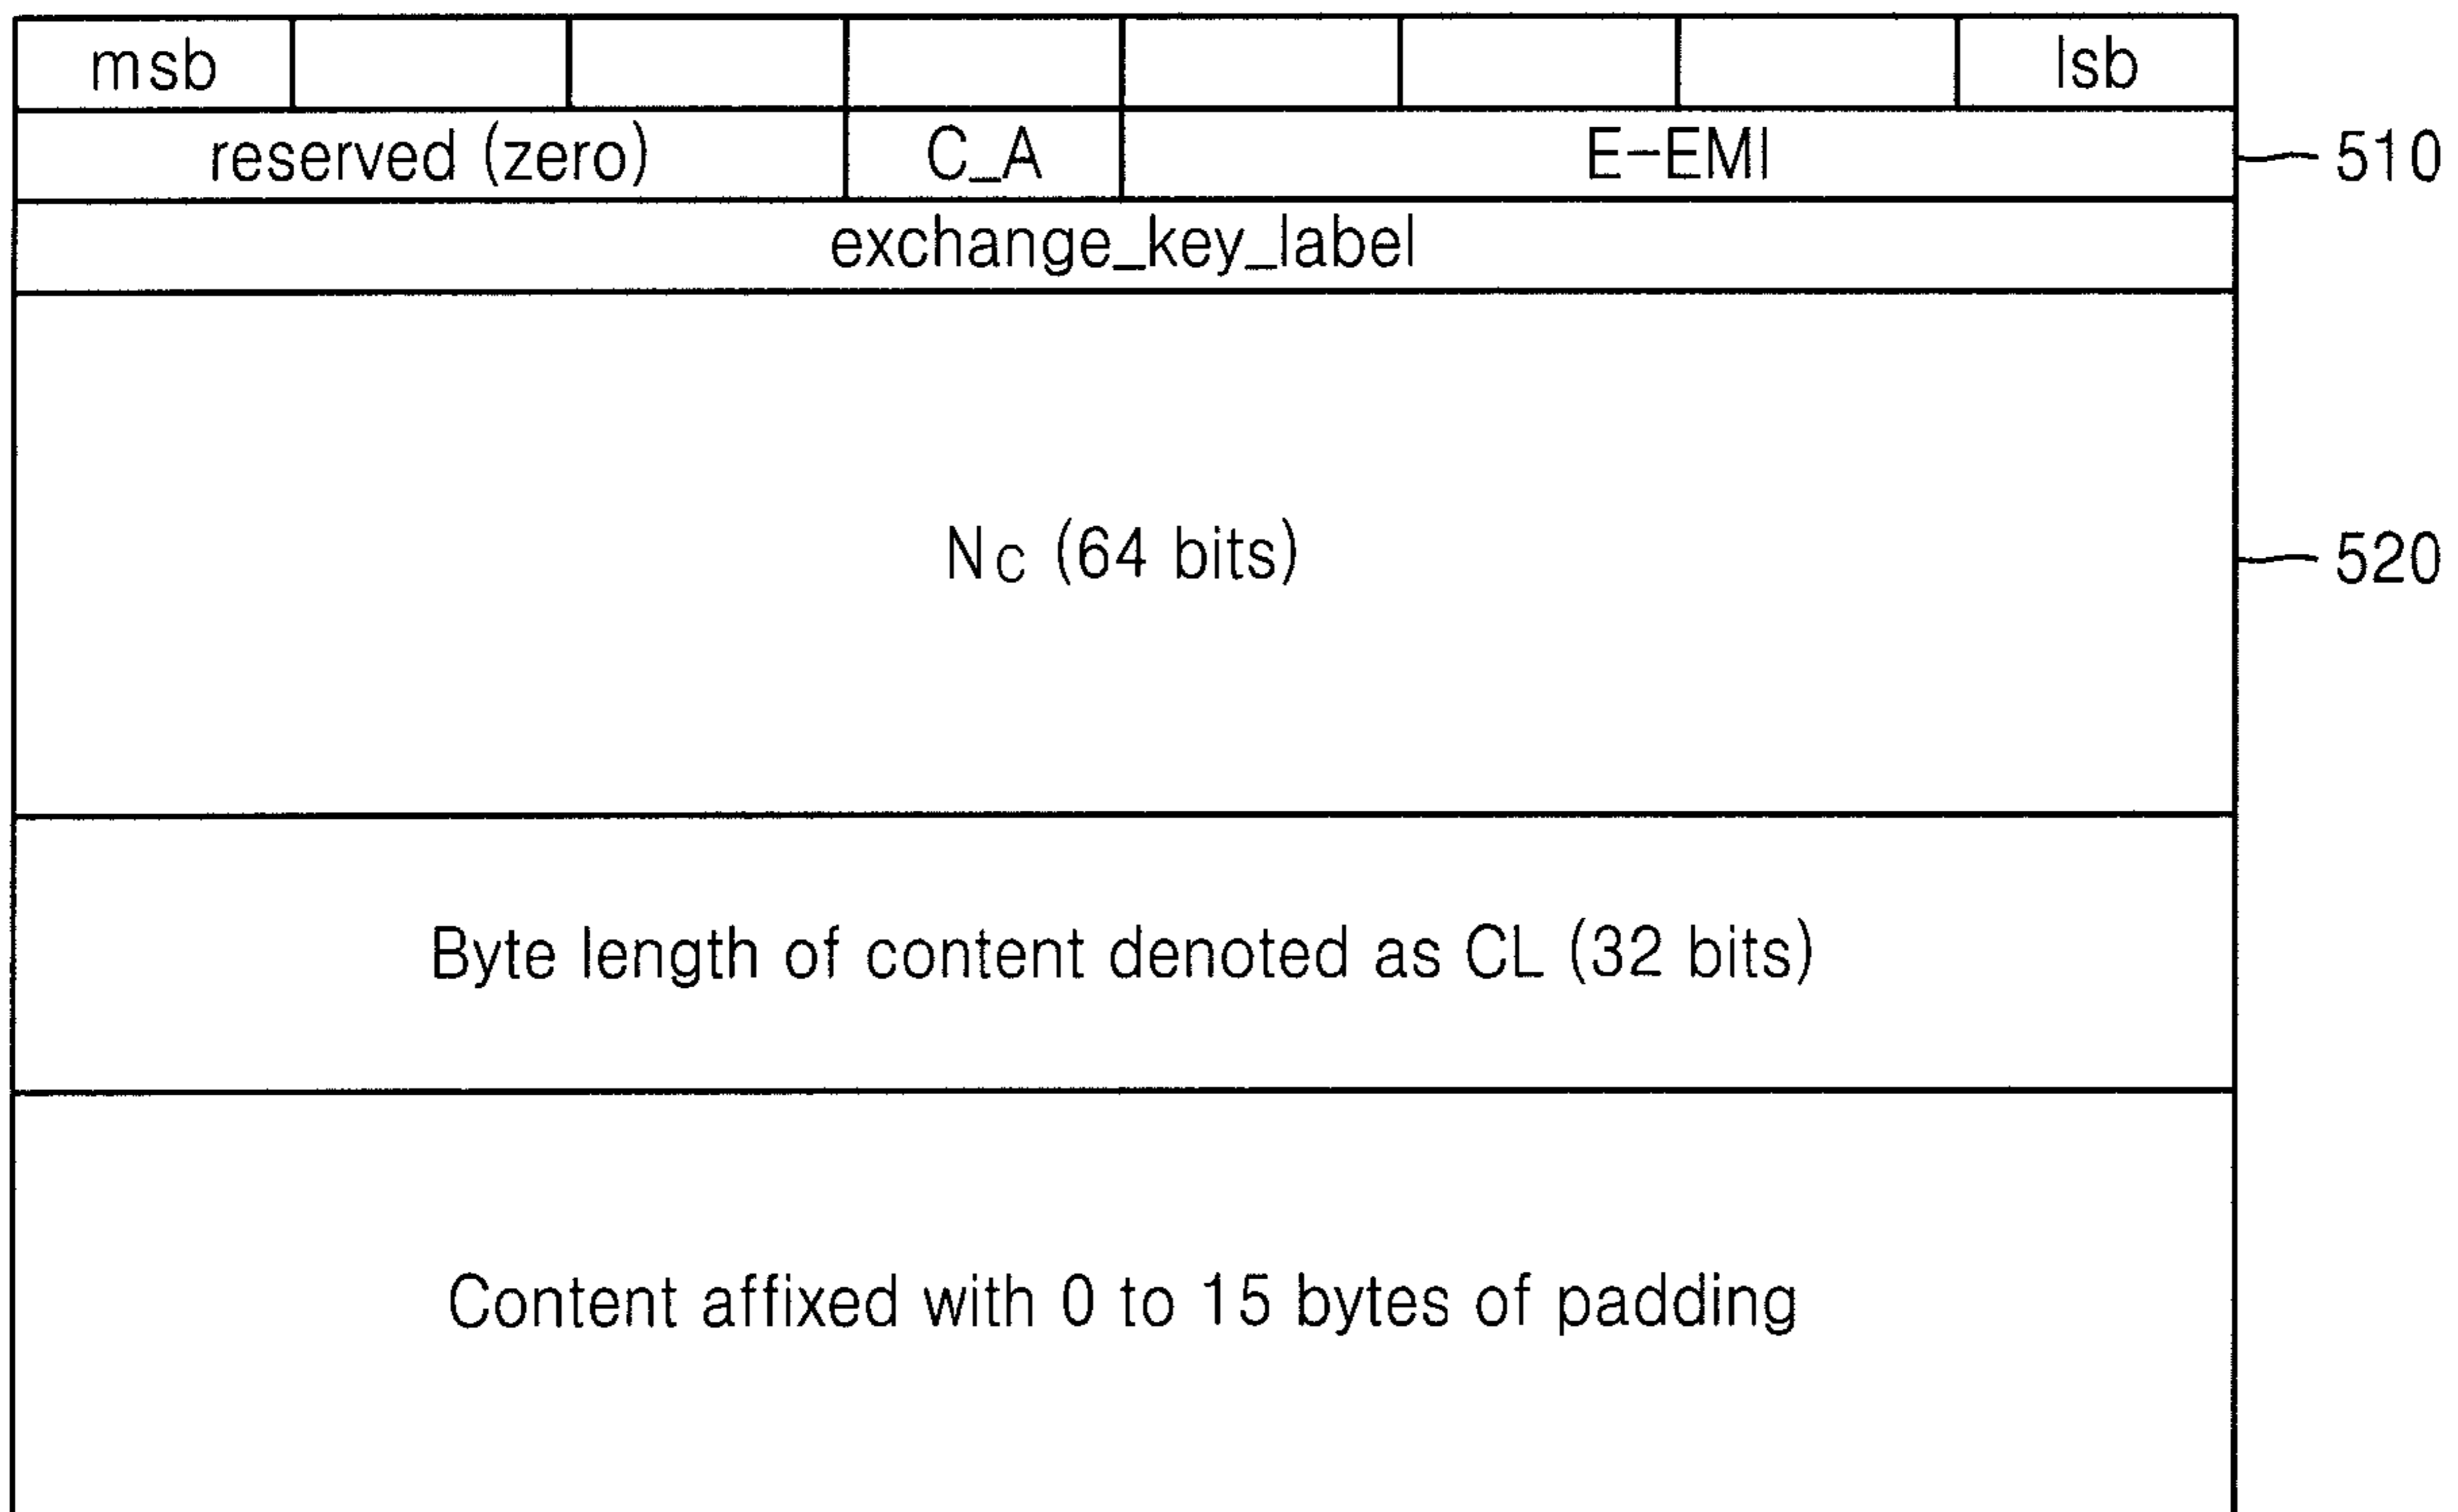 msb lsb
reserved (zero) C_A E-EMI 510
exchange_key_label
Nc (64 bits) 520
Byte length of content denoted as CL (32 bits)
Content affixed with 0 to 15 bytes of padding